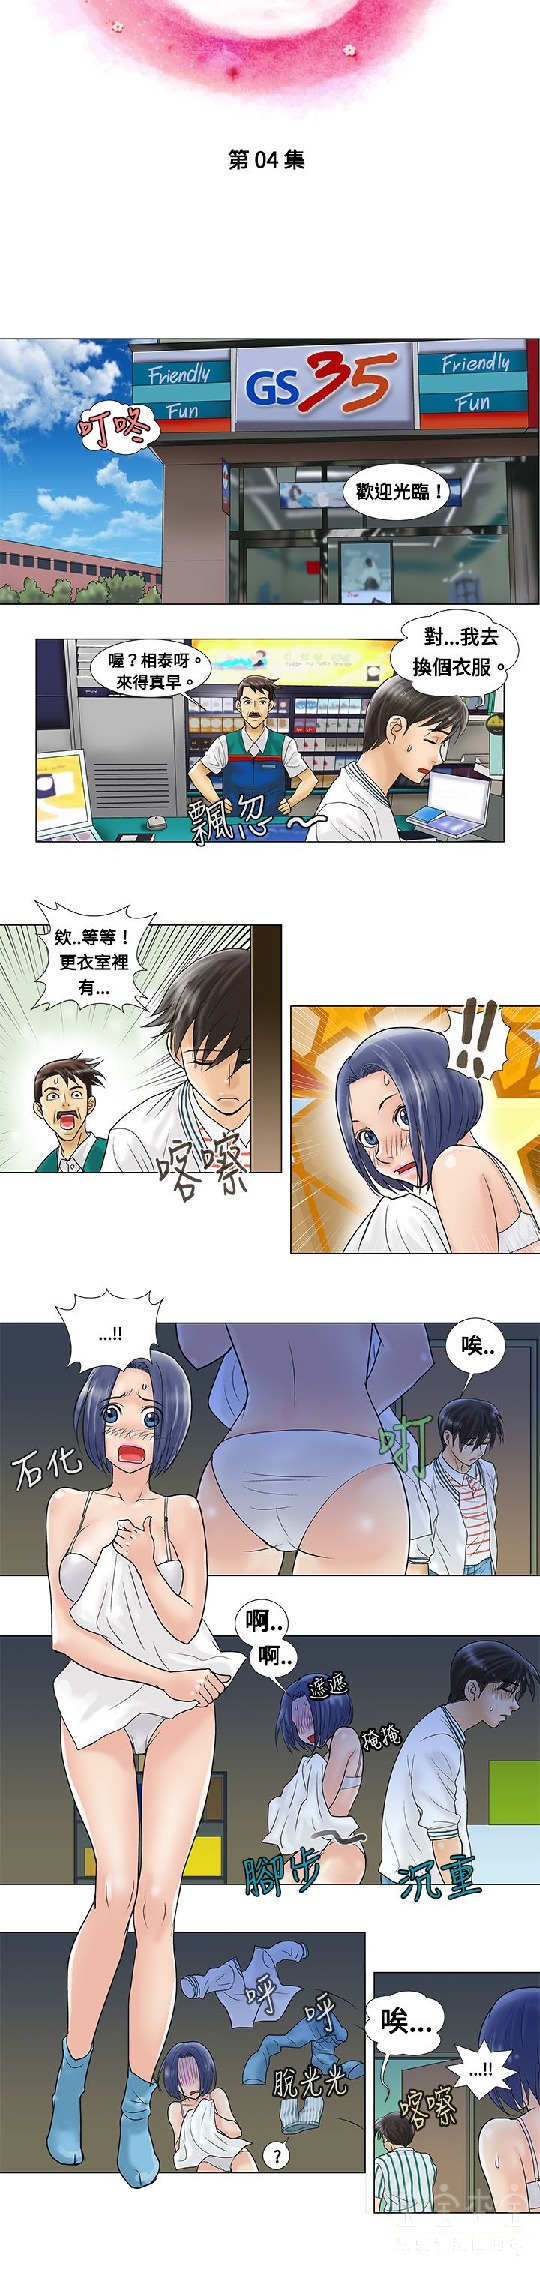 第 04 集
Friendly
Fun
GS35
Friendly
Fun
叮咚
歡迎光臨！
喔？相泰呀。
來得真早。
對...我去
換個衣服。
飄忽～
欸..等等！
更衣室裡
有...
喀嚓
!!
...!!
唉..
石化
叮
啊..
啊..
遮遮
掩掩
腳步
沉重
呼
呼
脫光光
?
唉...
...!!
喀嚓